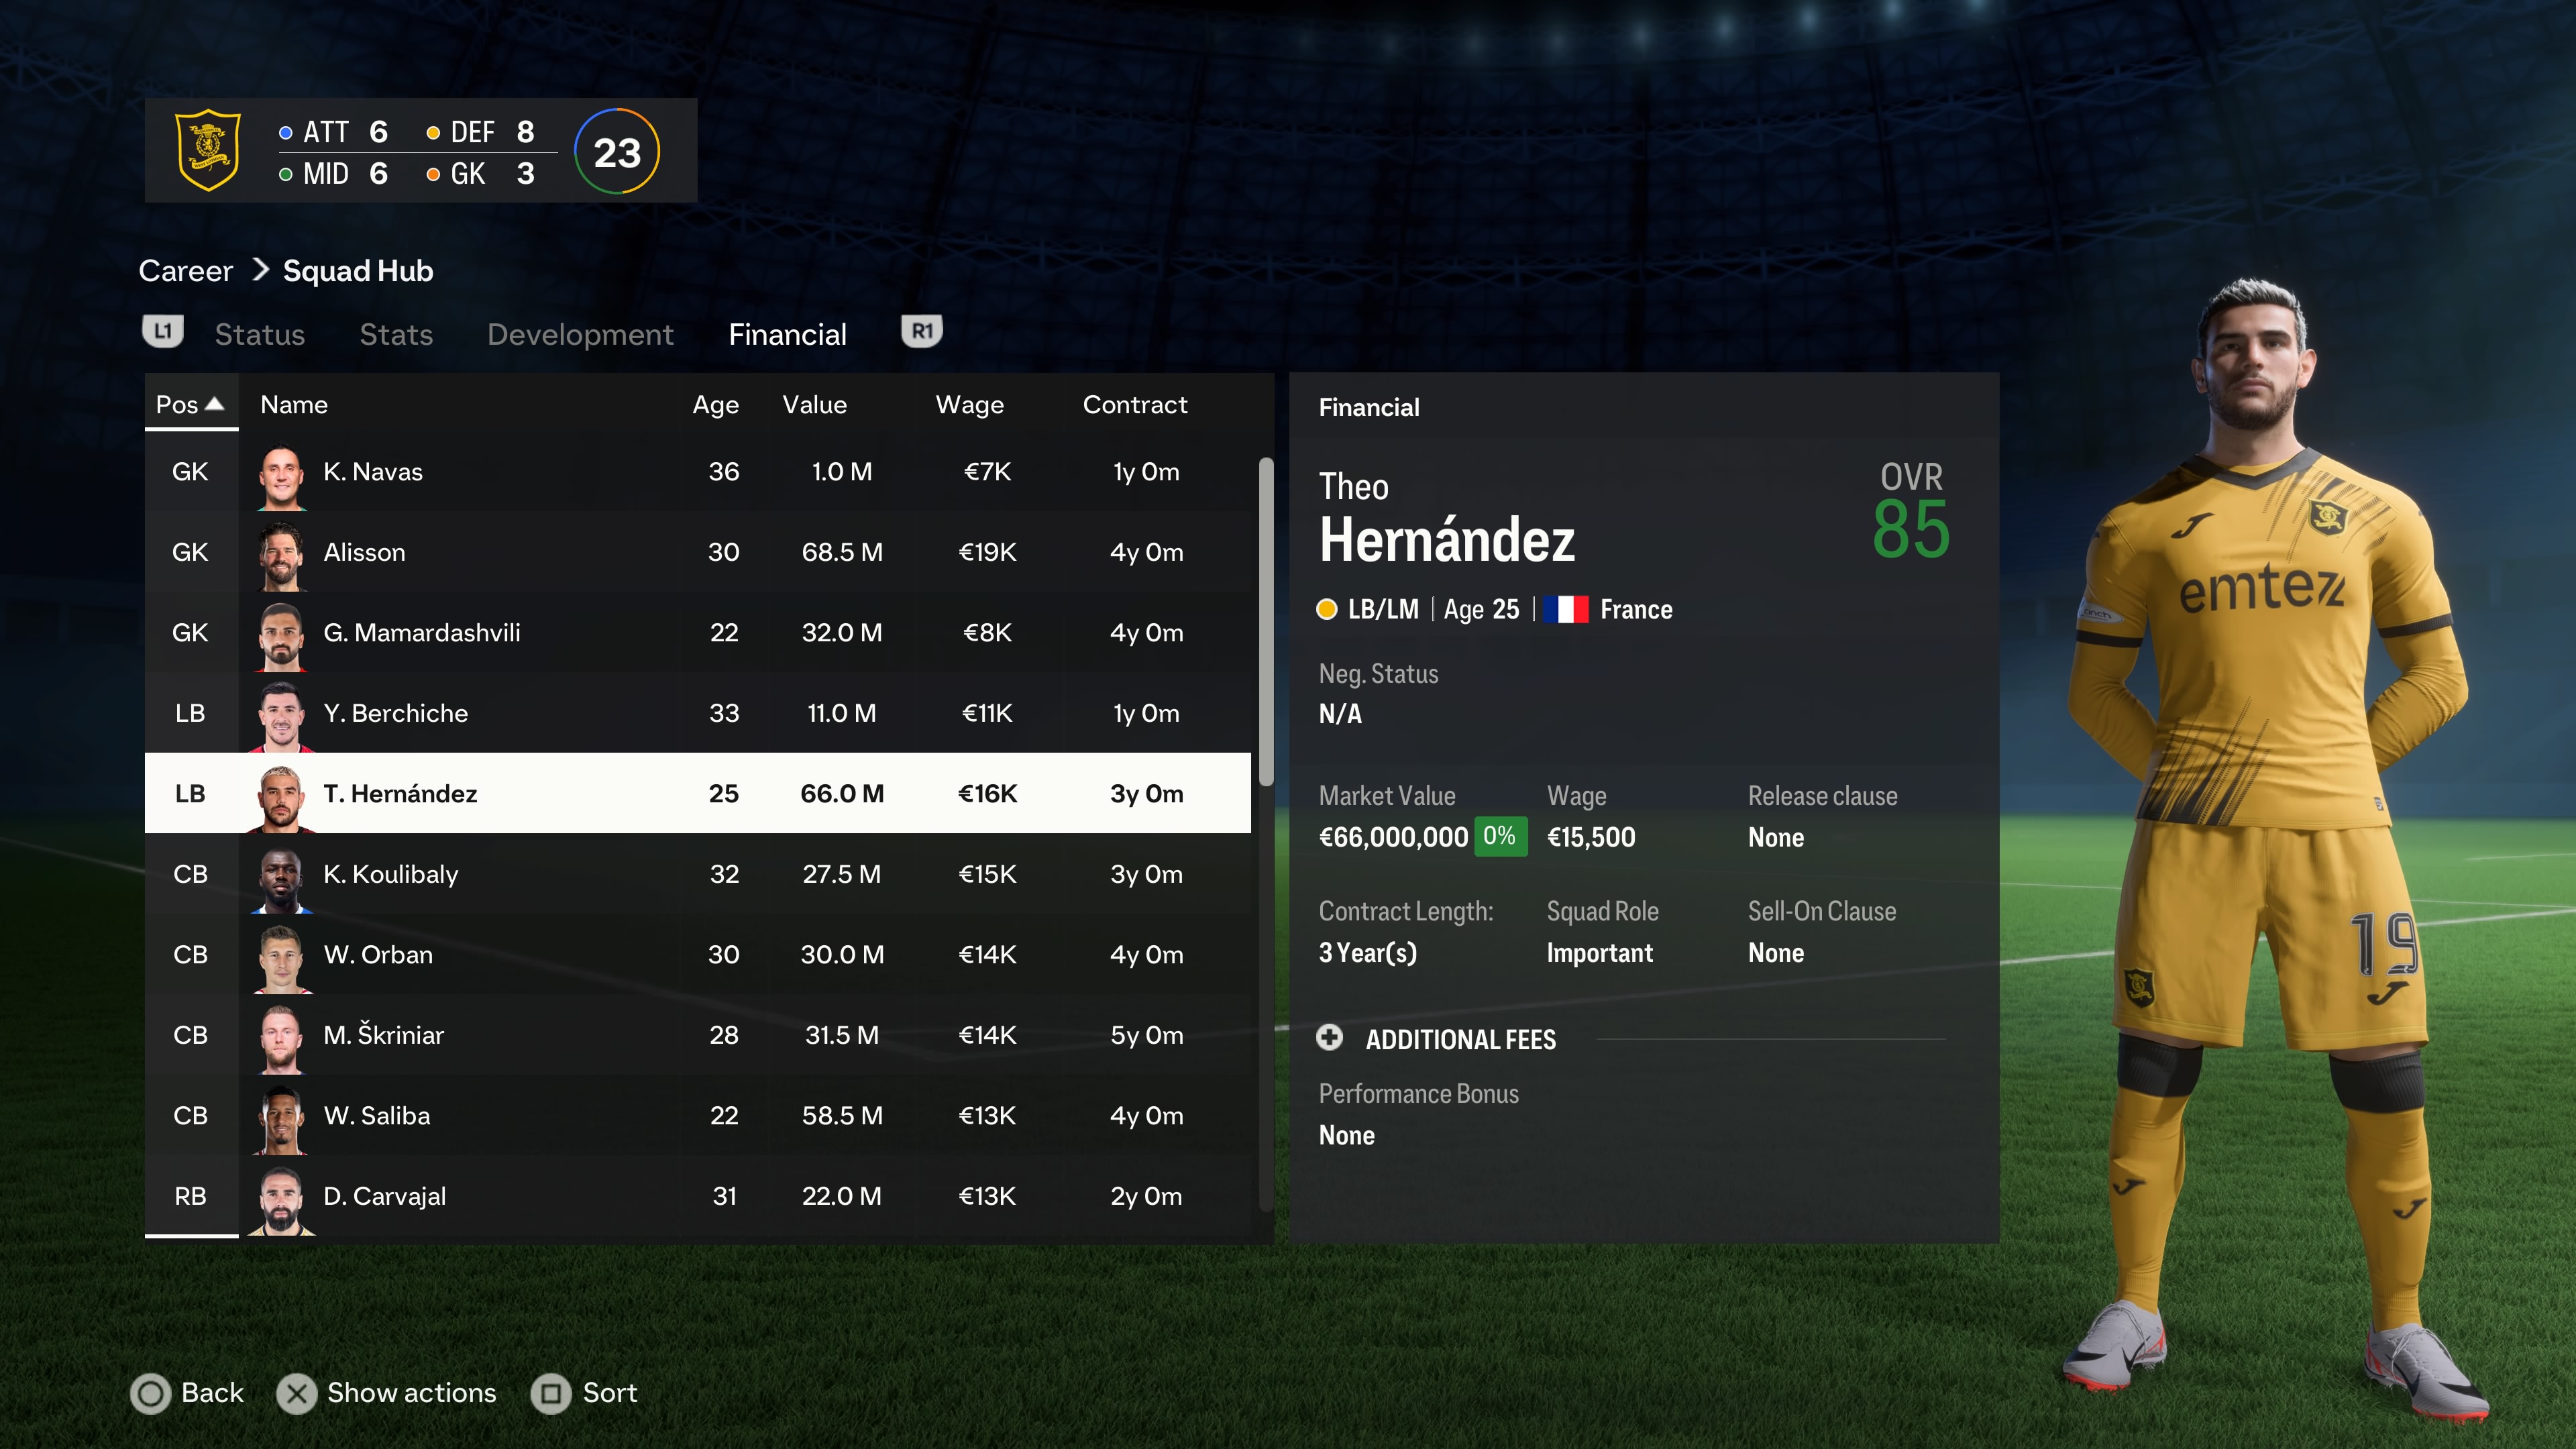 ATT 6 DEF 8
23
MID 6 GK 3
Career > Squad Hub
L1 Status Stats Development Financial R1
Pos Name Age Value Wage Contract
GK K. Navas 36 1.0 M €7K 1y 0m
GK Alisson 30 68.5 M €19K 4y 0m
GK G. Mamardashvili 22 32.0 M €8K 4y 0m
LB Y. Berchiche 33 11.0 M €11K 1y 0m
LB T. Hernández 25 66.0 M €16K 3y 0m
CB K. Koulibaly 32 27.5 M €15K 3y 0m
CB W. Orban 30 30.0 M €14K 4y 0m
CB M. Škriniar 28 31.5 M €14K 5y 0m
CB W. Saliba 22 58.5 M €13K 4y 0m
RB D. Carvajal 31 22.0 M €13K 2y 0m
Financial
Theo
Hernández
OVR
85
LB/LM | Age 25 | France
Neg. Status
N/A
Market Value Wage Release clause
€66,000,000 0% €15,500 None
Contract Length: Squad Role Sell-On Clause
3 Year(s) Important None
ADDITIONAL FEES
Performance Bonus
None
emtez
19
Back Show actions Sort